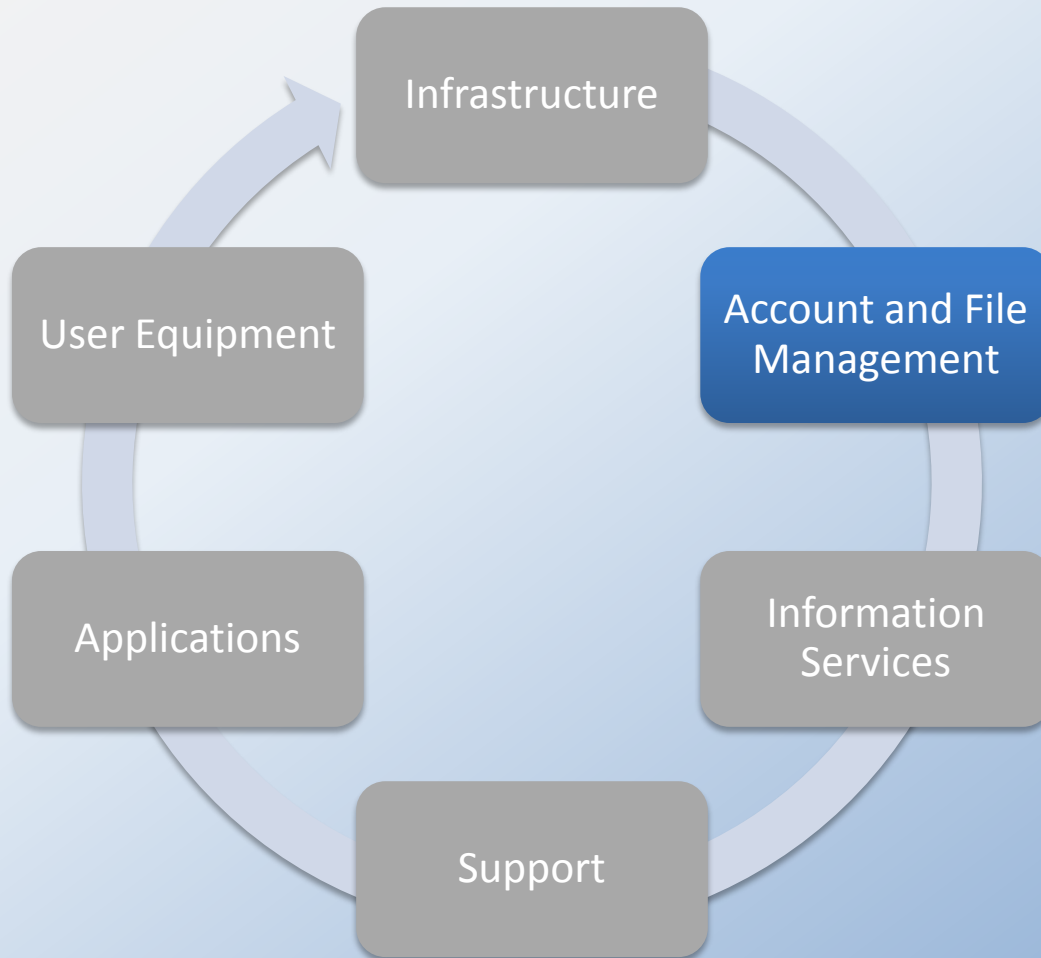 Infrastructure
Account and File
Management
Information
Services
Support
Applications
User Equipment